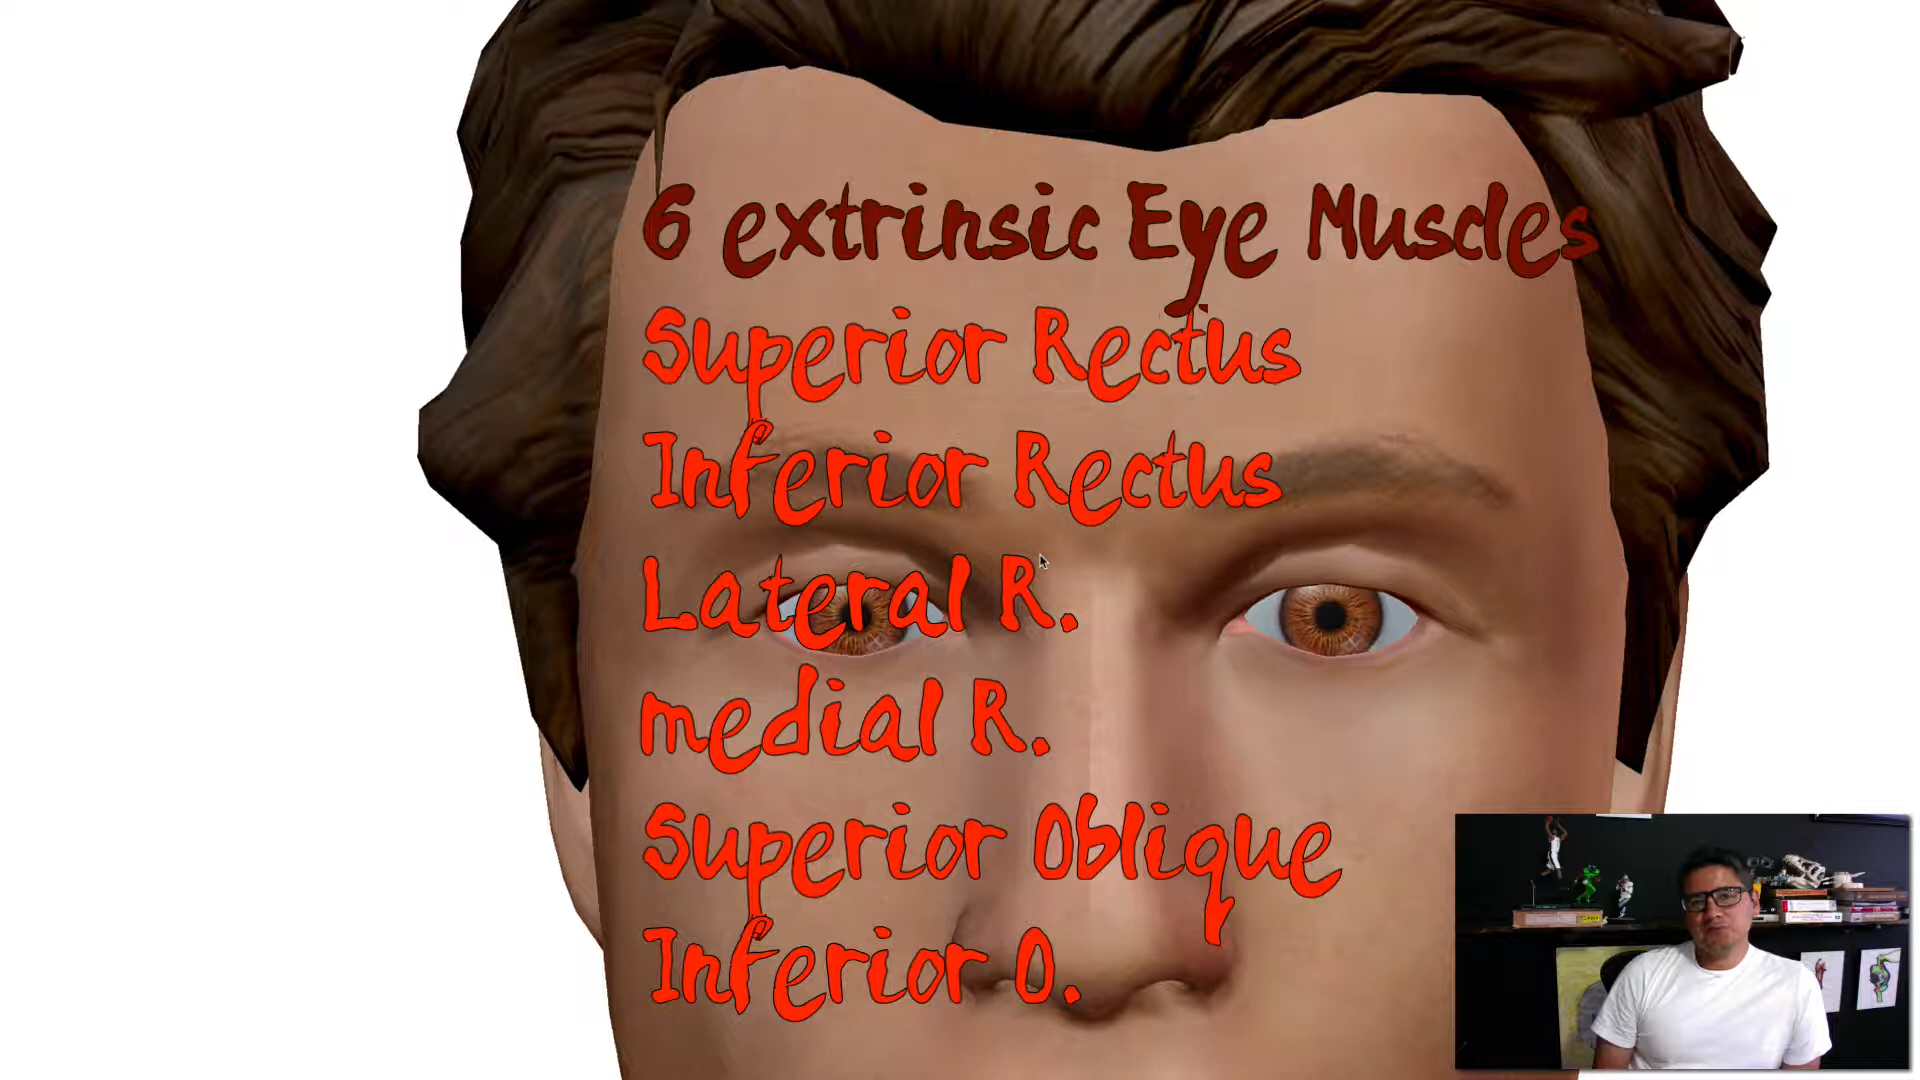 6 extrinsic Eye Muscles
Superior Rectus
Inferior Rectus
Lateral R.
medial R.
Superior Oblique
Inferior O.